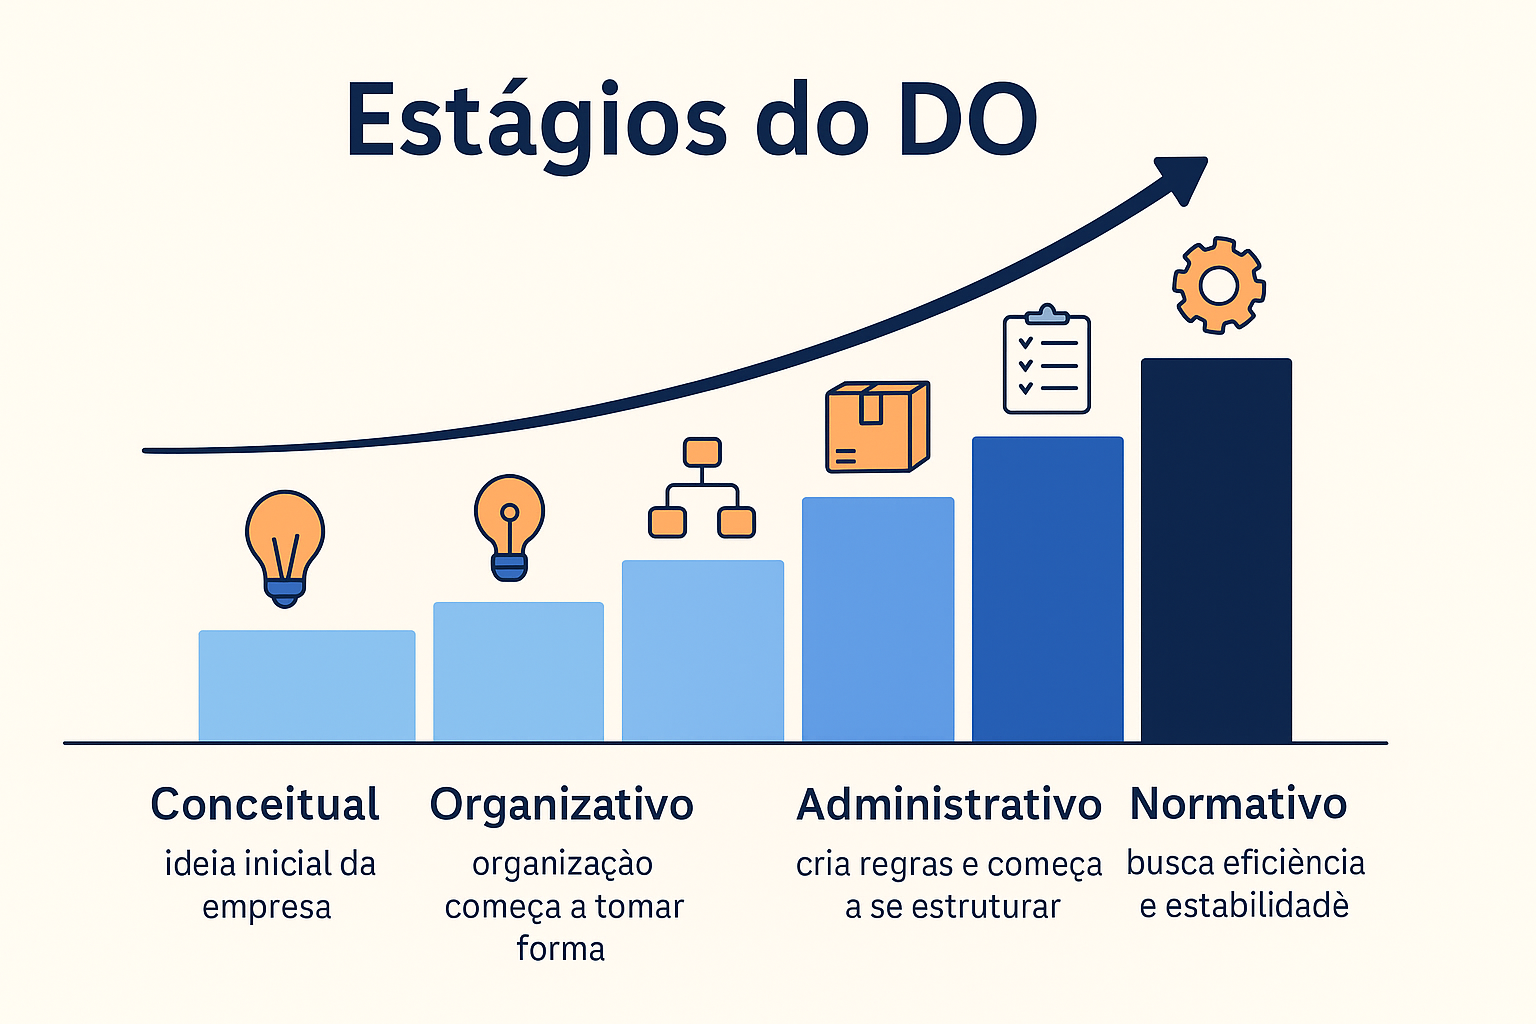 Estágios do DO
Conceitual
ideia inicial da
empresa
Organizativo
organizaçào
começa a tomar
forma
Administrativo
cria regras e começa
a se estruturar
Normativo
busca eficiència
e estabilidadè